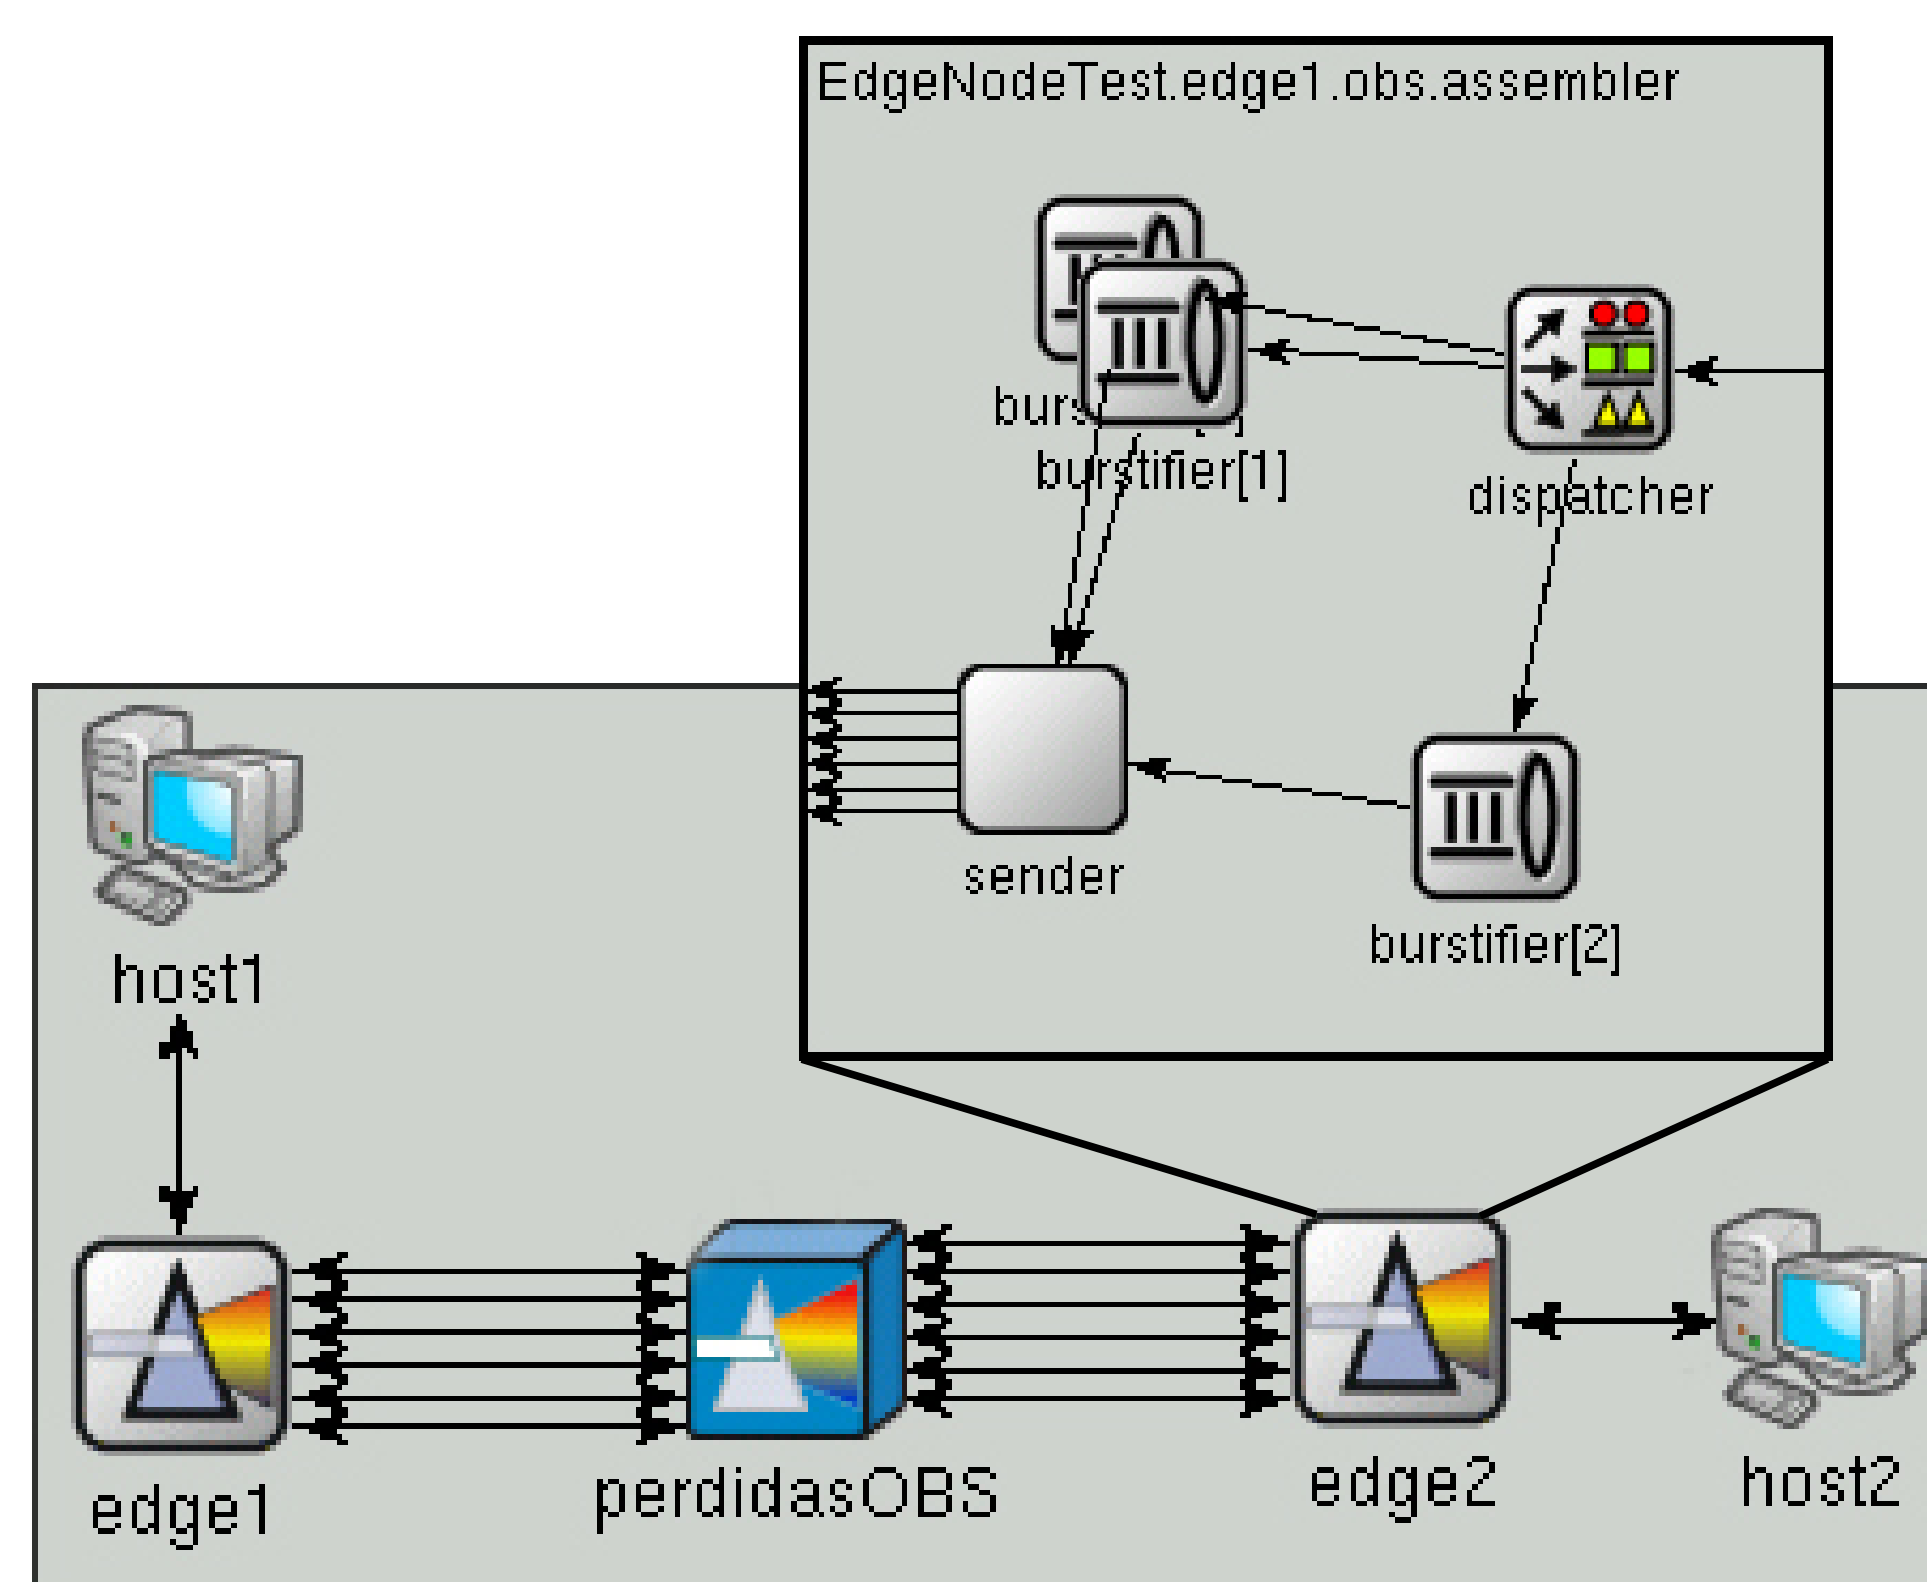 EdgeNodeTest.edge1.obs.assembler
burstifier[1]
dispatcher
sender
burstifier[2]
host1
edge1
perdidasOBS
edge2
host2